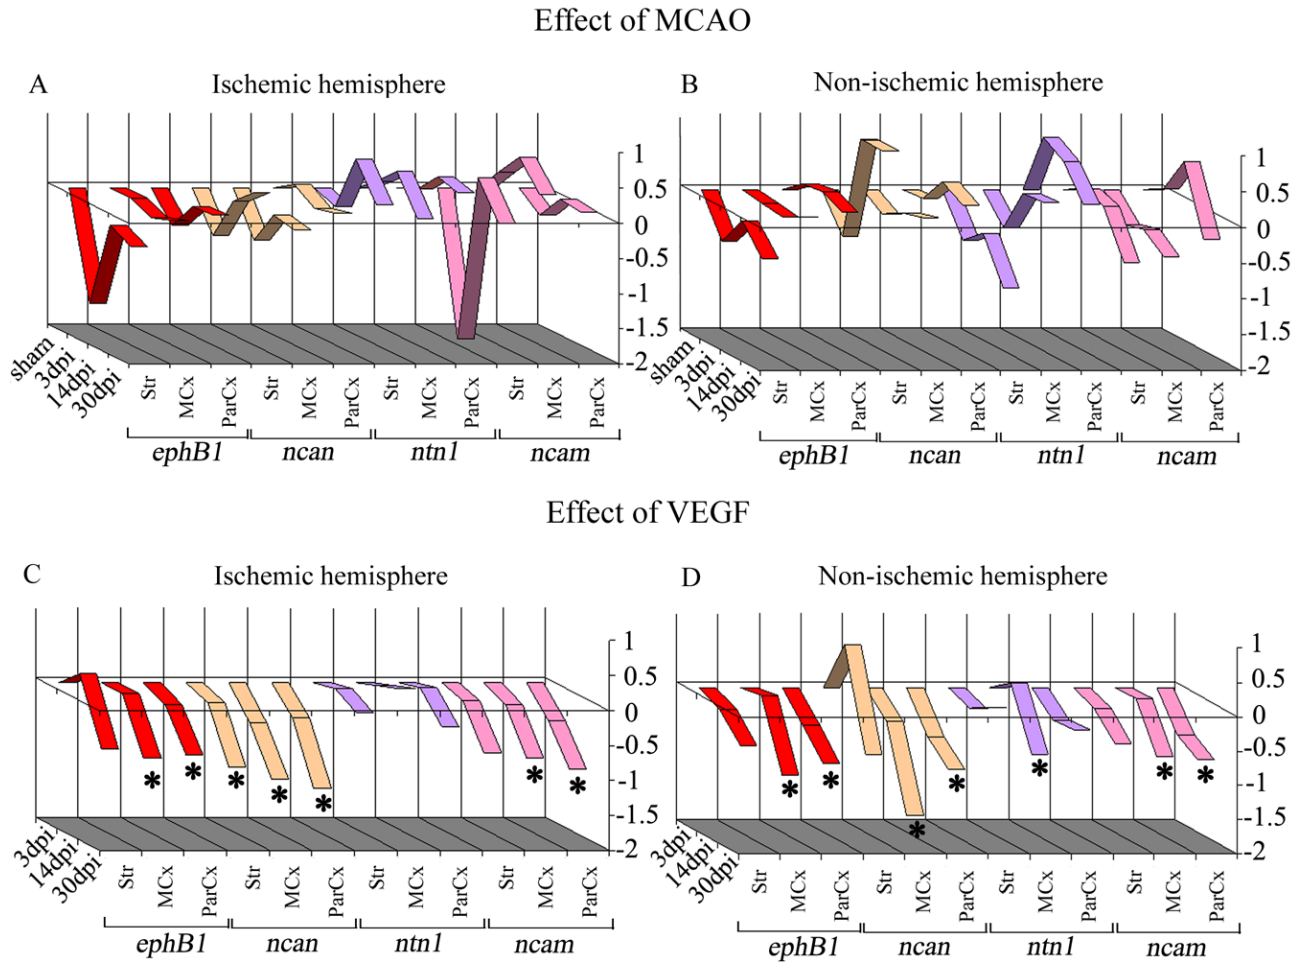 Effect of MCAO
A
Ischemic hemisphere
1
0.5
0
-0.5
-1
-1.5
-2
sham
3dpi
14dpi
30dpi
Str
MCx
ParCx
Str
MCx
ParCx
Str
MCx
ParCx
Str
MCx
ParCx
ephB1
ncan
ntn1
ncam
B
Non-ischemic hemisphere
1
0.5
0
-0.5
-1
-1.5
-2
sham
3dpi
14dpi
30dpi
Str
MCx
ParCx
Str
MCx
ParCx
Str
MCx
ParCx
Str
MCx
ParCx
ephB1
ncan
ntn1
ncam
Effect of VEGF
C
Ischemic hemisphere
1
0.5
0
-0.5
-1
-1.5
-2
* * * * * * *
3dpi
14dpi
30dpi
Str
MCx
ParCx
Str
MCx
ParCx
Str
MCx
ParCx
Str
MCx
ParCx
ephB1
ncan
ntn1
ncam
D
Non-ischemic hemisphere
1
0.5
0
-0.5
-1
-1.5
-2
* * * * * * *
3dpi
14dpi
30dpi
Str
MCx
ParCx
Str
MCx
ParCx
Str
MCx
ParCx
Str
MCx
ParCx
ephB1
ncan
ntn1
ncam